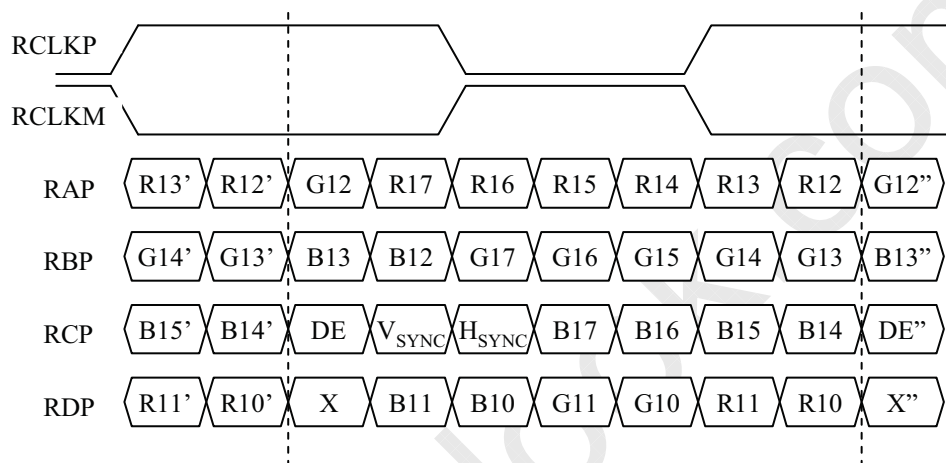 RCLKP
RCLKM
RAP R13’ R12’ G12 R17 R16 R15 R14 R13 R12 G12”
RBP G14’ G13’ B13 B12 G17 G16 G15 G14 G13 B13”
RCP B15’ B14’ DE VSYNC HSYNC B17 B16 B15 B14 DE”
RDP R11’ R10’ X B11 B10 G11 G10 R11 R10 X”